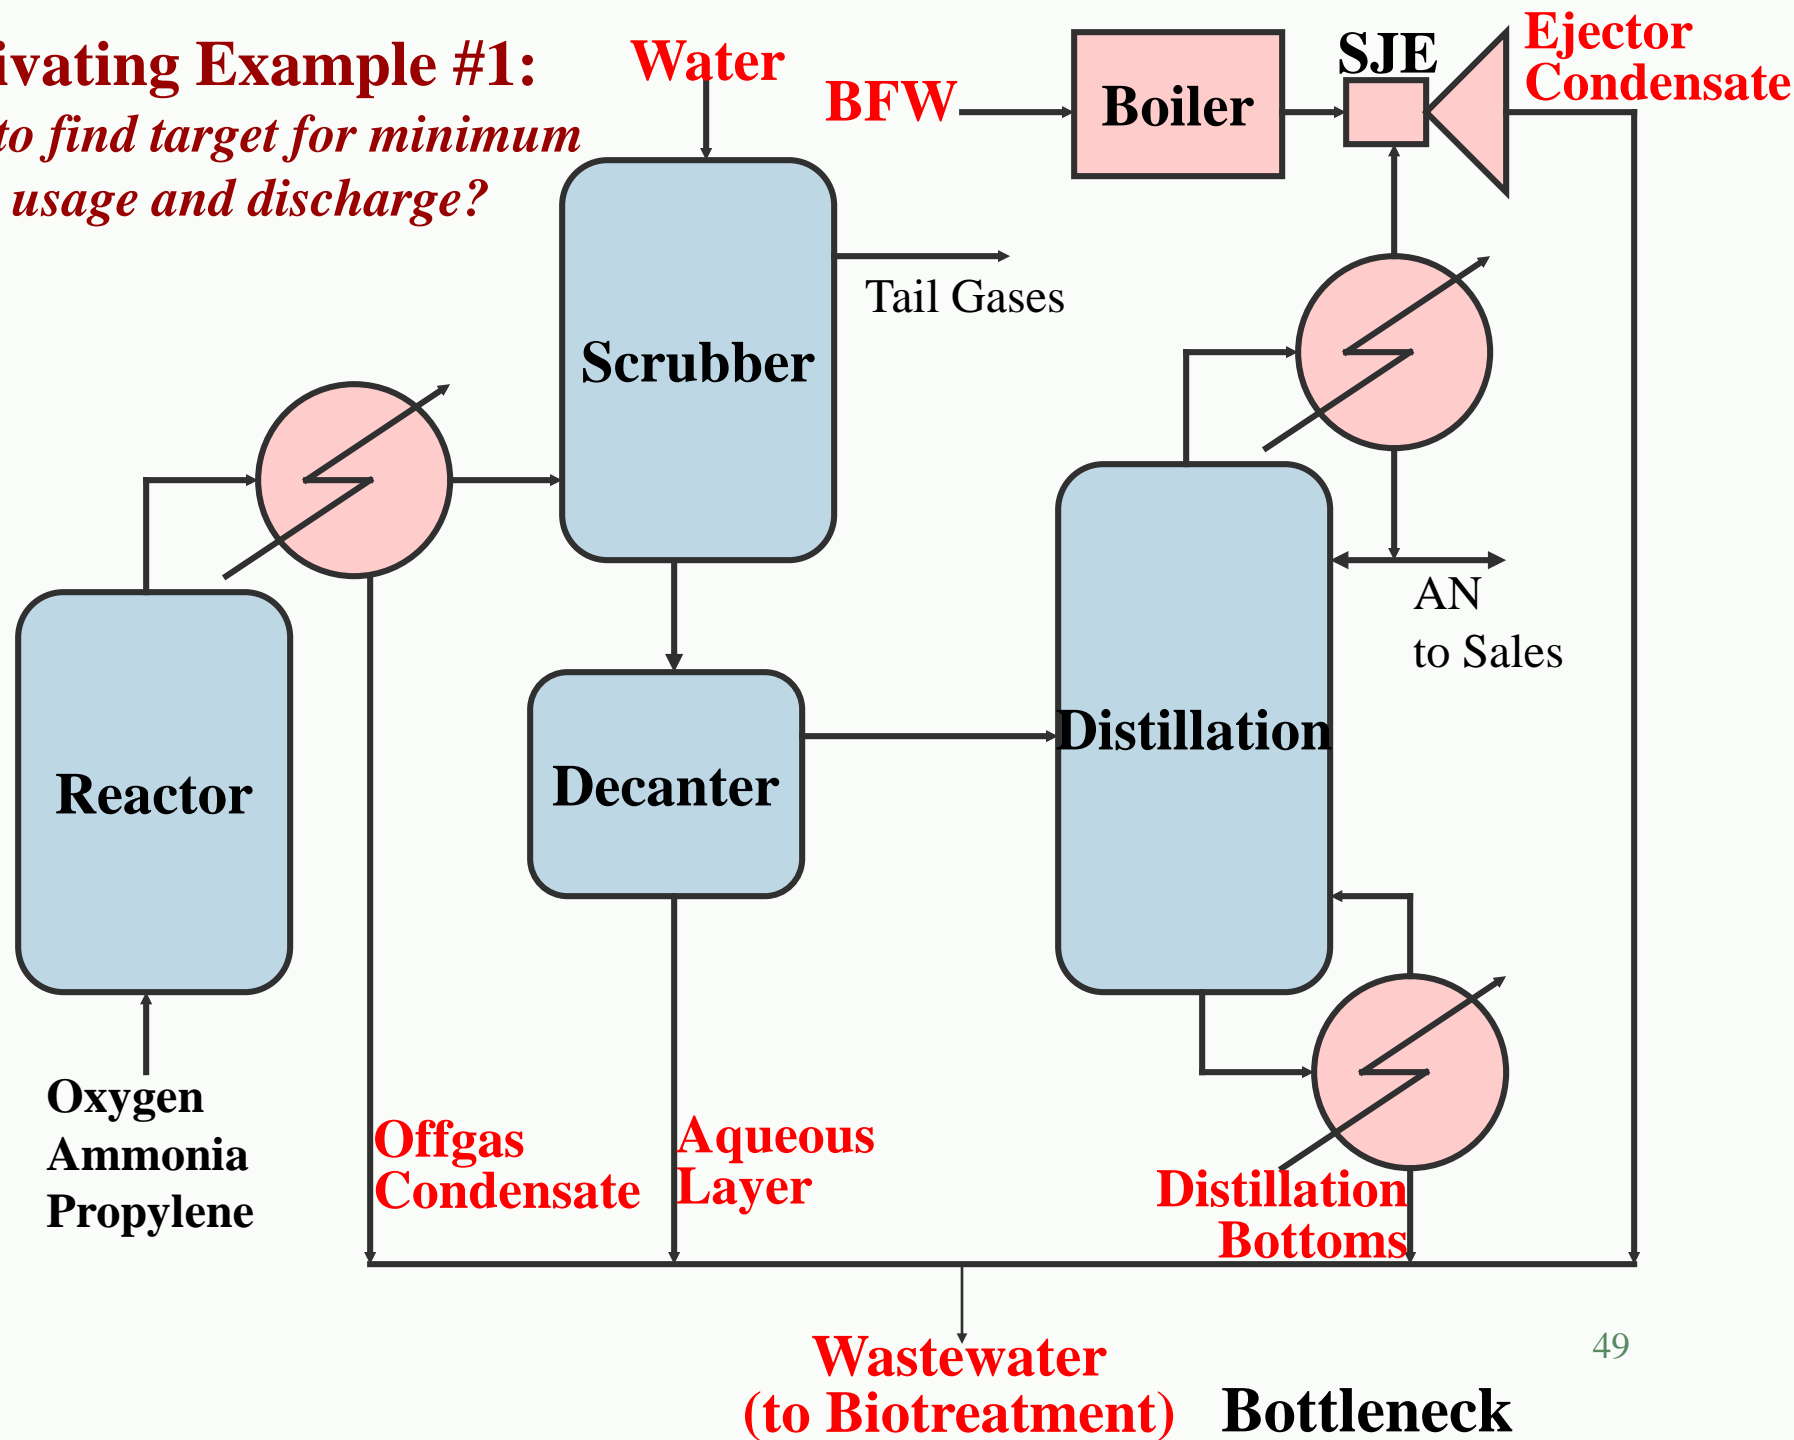 ivating Example #1:
to find target for minimum
usage and discharge?
Water
BFW
Boiler
SJE
Ejector
Condensate
Scrubber
Tail Gases
Reactor
Decanter
Distillation
AN
to Sales
Oxygen
Ammonia
Propylene
Offgas
Condensate
Aqueous
Layer
Distillation
Bottoms
Wastewater
(to Biotreatment)
Bottleneck
49